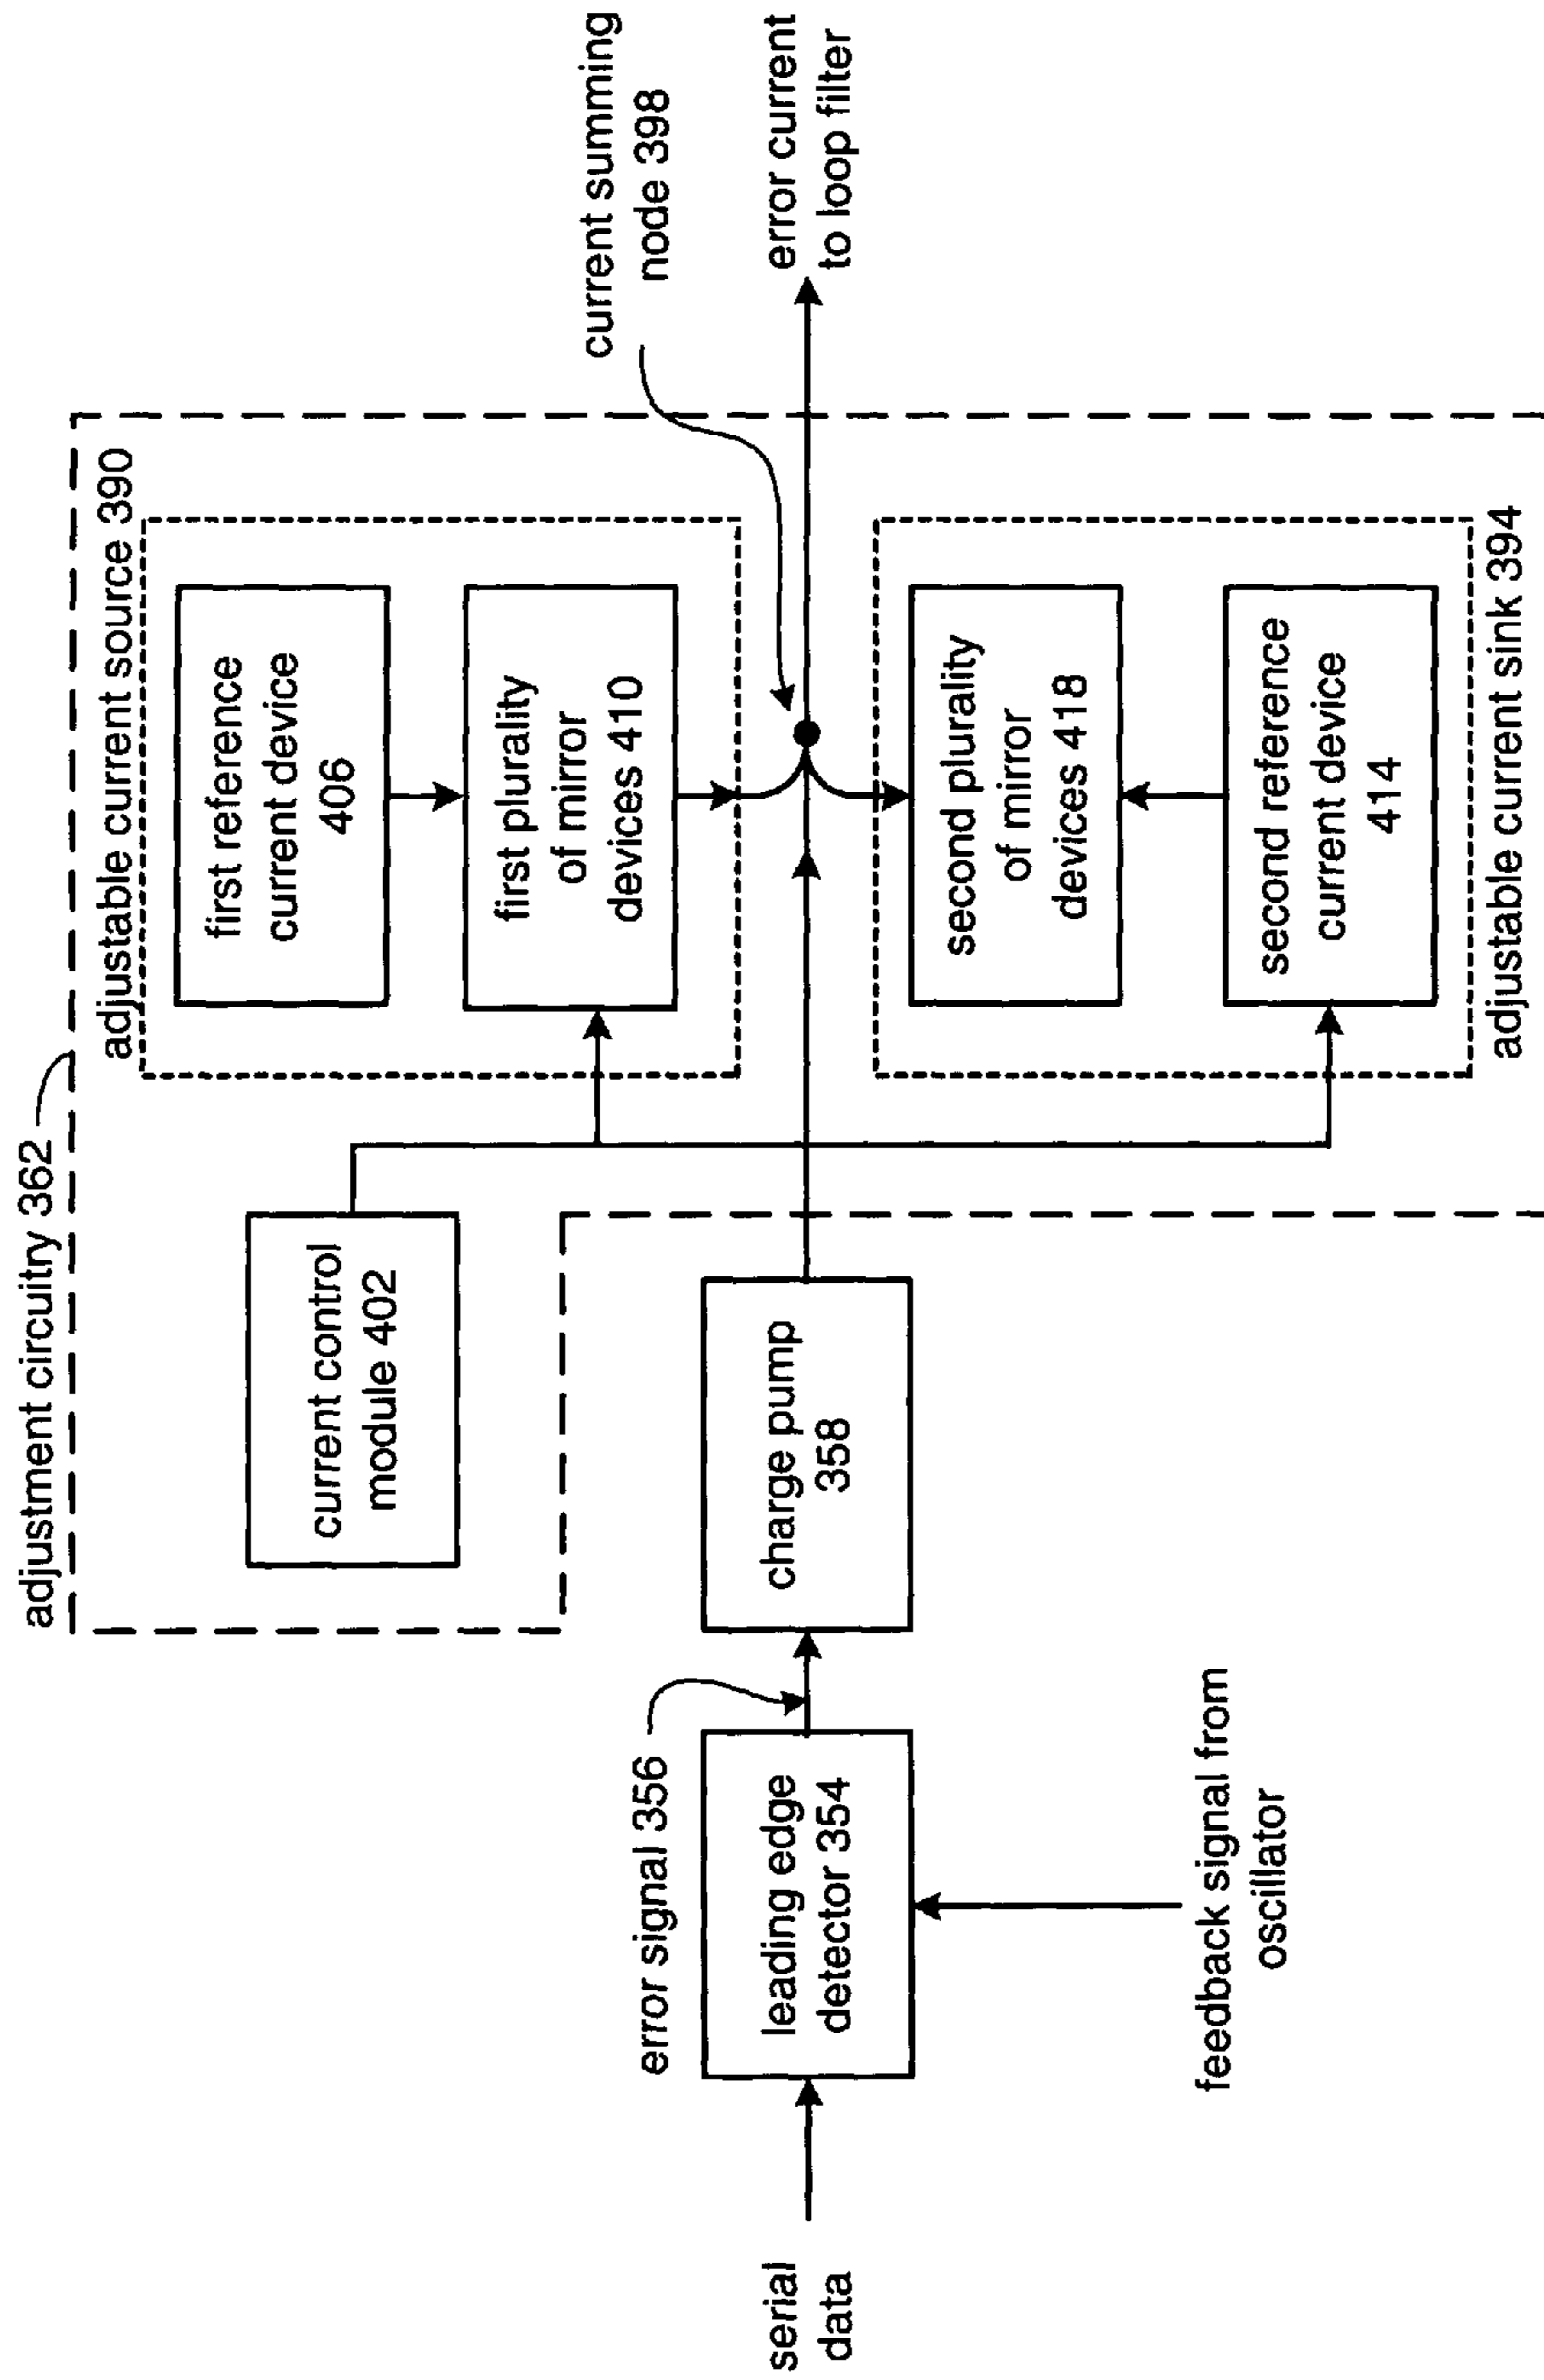 adjustment circuitry 362
adjustable current source 390
first reference
current device
406
first plurality
of mirror
devices 410
current control
module 402
current summing
node 398
error current
to loop filter
charge pump
358
error signal 356
leading edge
detector 354
serial
data
feedback signal from
oscillator
second plurality
of mirror
devices 418
second reference
current device
414
adjustable current sink 394